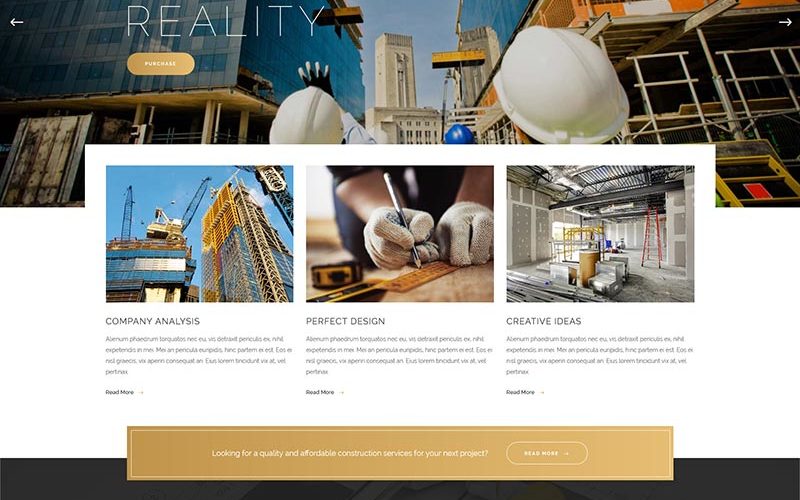 REALITY
PURCHASE
COMPANY ANALYSIS
Alienum phaedrum torquatos nec eu, vis detraxit periculis ex, nihil
expetendis in mei. Mei an pericula euripidis, hinc partem ei est. Eos ei
nisl graecis, vix aperiri consequat an. Eius lorem tincidunt vix at, vel
pertinax
Read More →
PERFECT DESIGN
Alienum phaedrum torquatos nec eu, vis detraxit periculis ex, nihil
expetendis in mei. Mei an pericula euripidis, hinc partem ei est. Eos ei
nisl graecis, vix aperiri consequat an. Eius lorem tincidunt vix at, vel
pertinax
Read More →
CREATIVE IDEAS
Alienum phaedrum torquatos nec eu, vis detraxit periculis ex, nihil
expetendis in mei. Mei an pericula euripidis, hinc partem ei est. Eos ei
nisl graecis, vix aperiri consequat an. Eius lorem tincidunt vix at, vel
pertinax
Read More →
Looking for a quality and affordable construction services for your next project?
READ MORE →